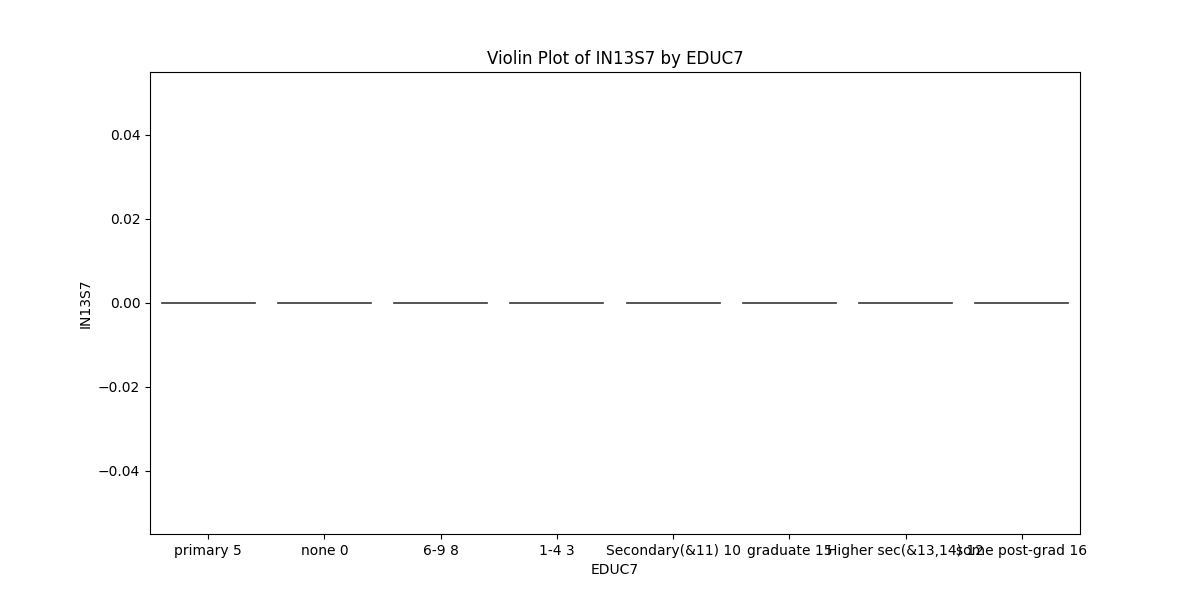 Violin Plot of IN13S7 by EDUC7
0.04
0.02
0.00
−0.02
−0.04
IN13S7
primary 5
none 0
6-9 8
1-4 3
Secondary(&11) 10
graduate 15
Higher sec(&13,14) 12
some post-grad 16
EDUC7